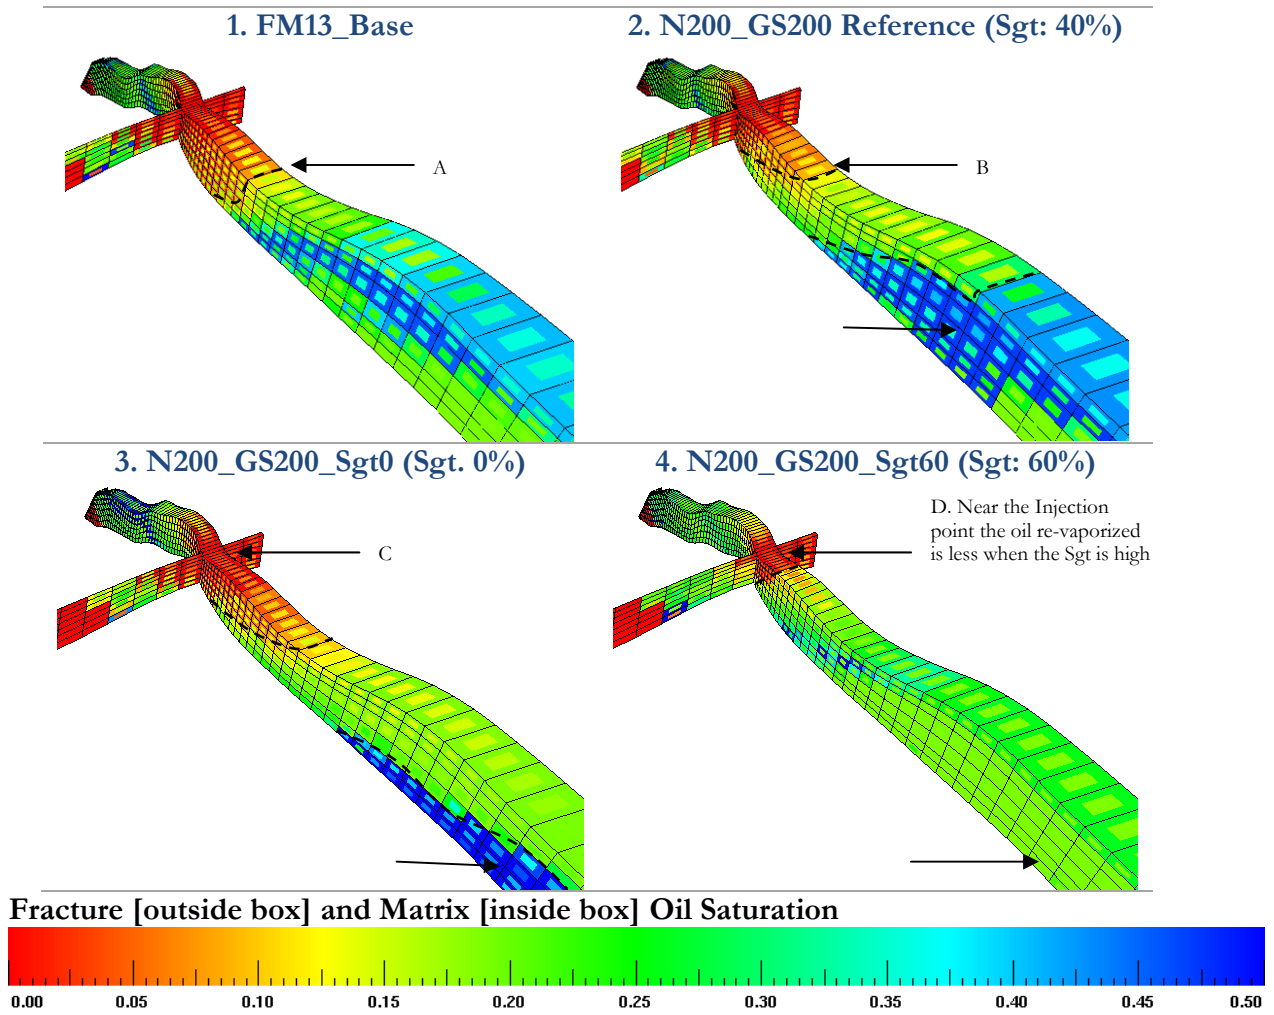 1. FM13_Base
2. N200_GS200 Reference (Sgt: 40%)
A
B
3. N200_GS200_Sgt0 (Sgt. 0%)
4. N200_GS200_Sgt60 (Sgt: 60%)
C
D. Near the Injection
point the oil re-vaporized
is less when the Sgt is high
Fracture [outside box] and Matrix [inside box] Oil Saturation
0.00 0.05 0.10 0.15 0.20 0.25 0.30 0.35 0.40 0.45 0.50